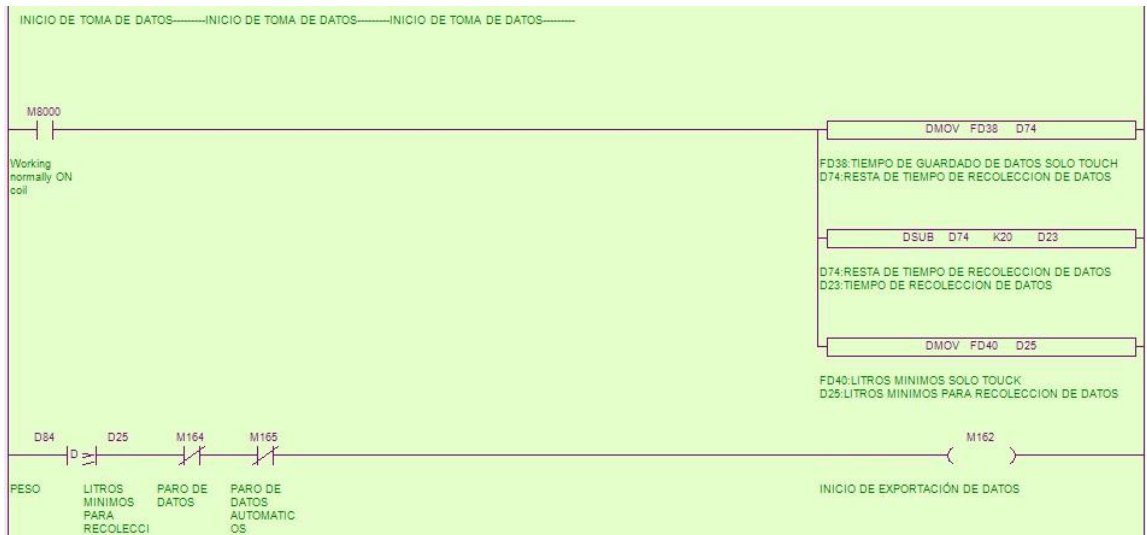 INICIO DE TOMA DE DATOS---------INICIO DE TOMA DE DATOS---------INICIO DE TOMA DE DATOS---------
M8000
Working
normally ON
coil
DMOV FD38 D74
FD38:TIEMPO DE GUARDADO DE DATOS SOLO TOUCH
D74:RESTA DE TIEMPO DE RECOLECCION DE DATOS
DSUB D74 K20 D23
D74:RESTA DE TIEMPO DE RECOLECCION DE DATOS
D23:TIEMPO DE RECOLECCION DE DATOS
DMOV FD40 D25
FD40:LITROS MINIMOS SOLO TOUCK
D25:LITROS MINIMOS PARA RECOLECCION DE DATOS
D84 D25 M164 M165 M162
D ≥
PESO
LITROS
MINIMOS
PARA
RECOLECCI
PARO DE
DATOS
PARO DE
DATOS
AUTOMATIC
OS
INICIO DE EXPORTACIÓN DE DATOS